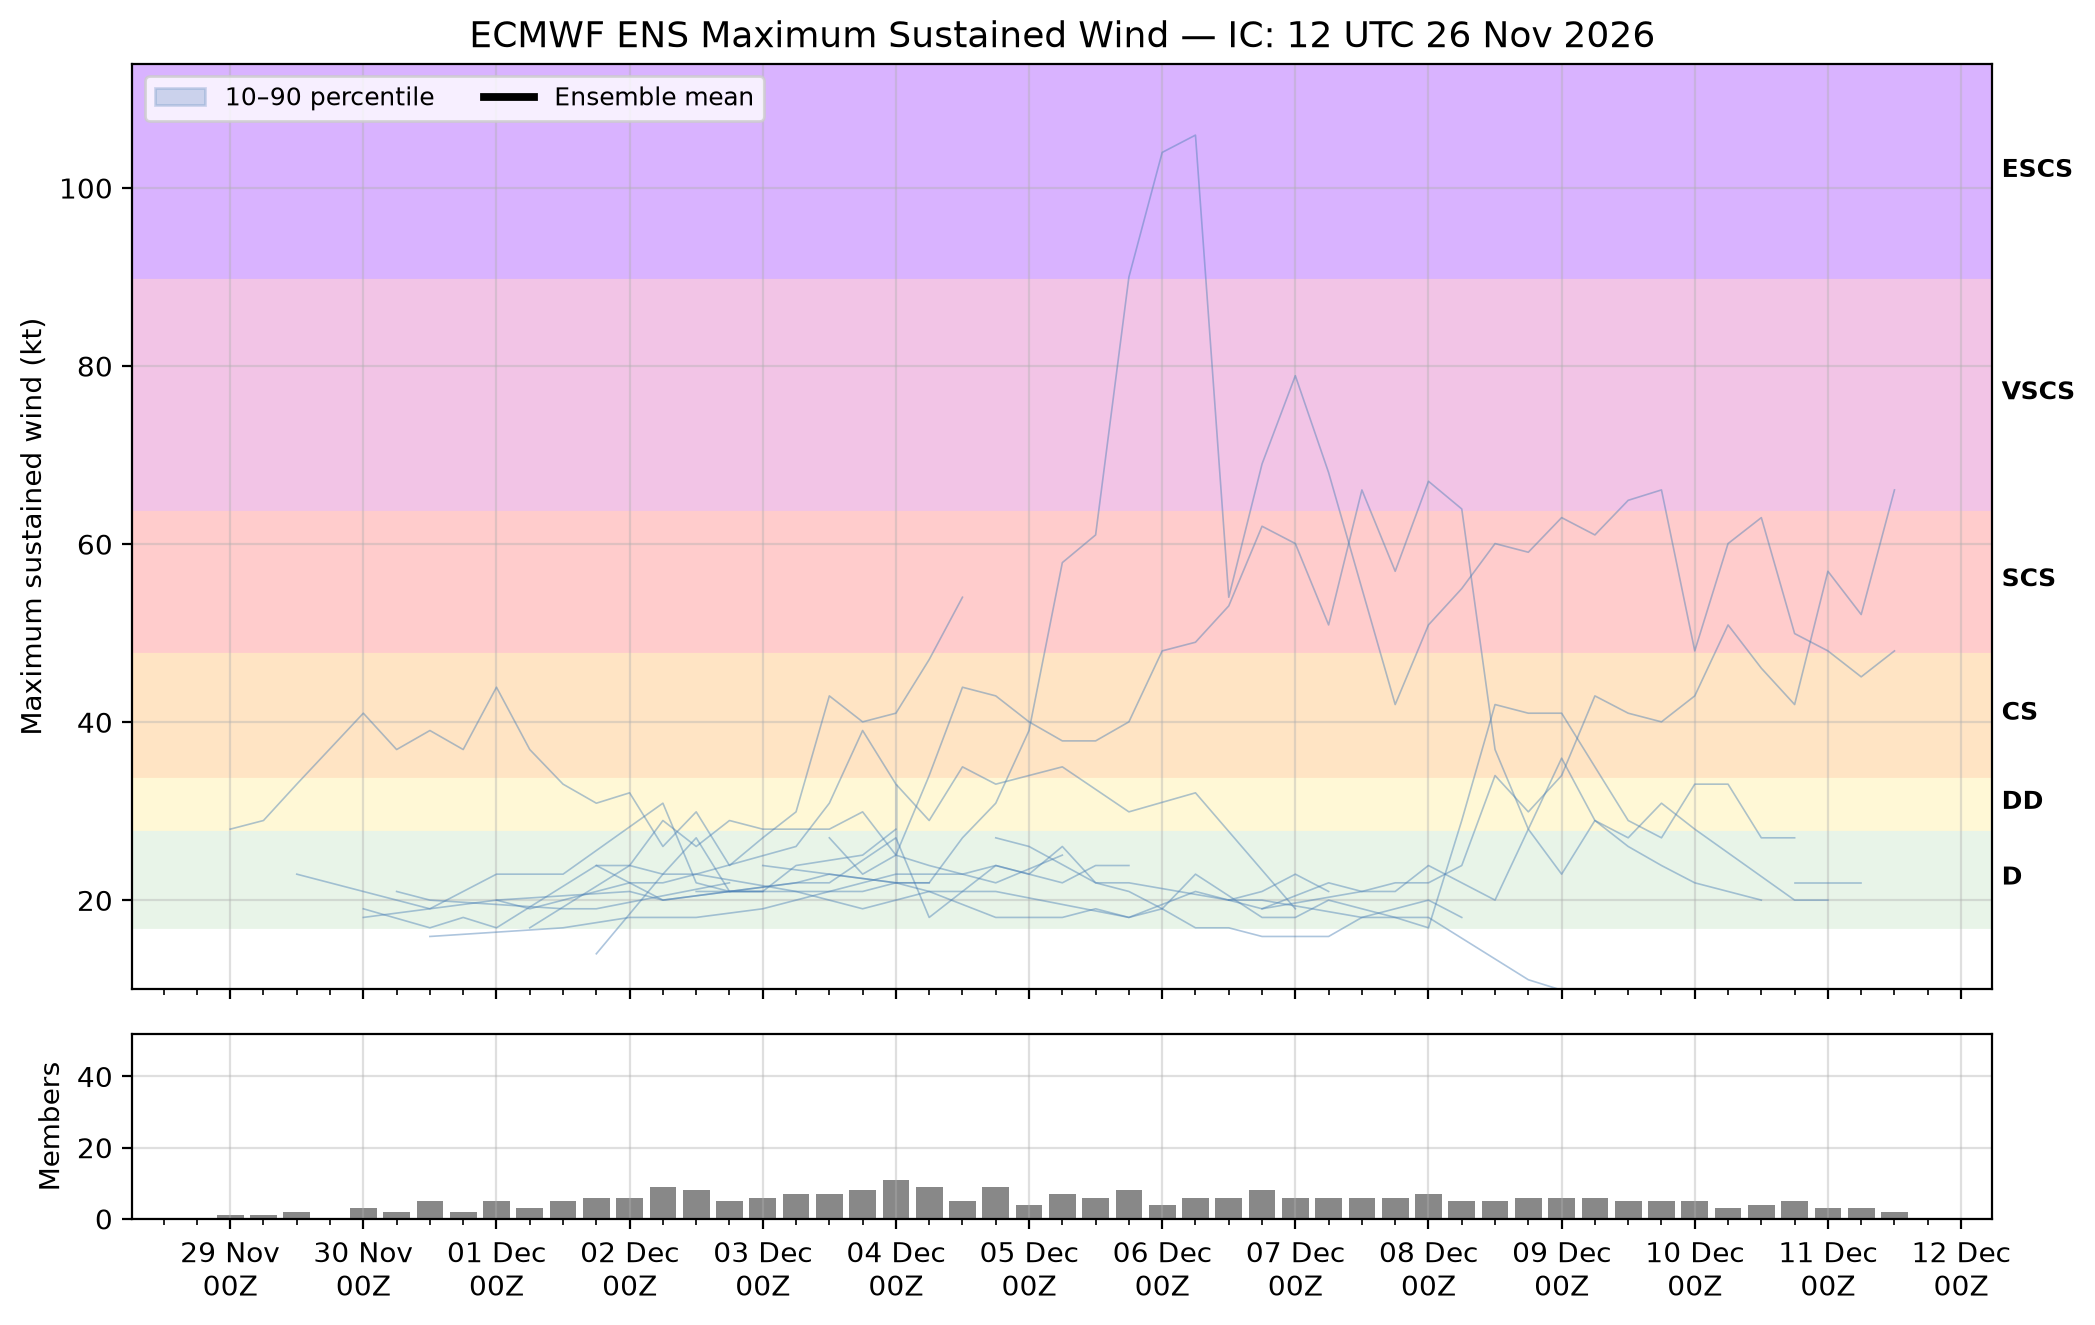 ECMWF ENS Maximum Sustained Wind — IC: 12 UTC 26 Nov 2026
10–90 percentile
Ensemble mean
Maximum sustained wind (kt)
100
80
60
40
20
ESCS
VSCS
SCS
CS
DD
D
Members
40
20
0
29 Nov 30 Nov 01 Dec 02 Dec 03 Dec 04 Dec 05 Dec 06 Dec 07 Dec 08 Dec 09 Dec 10 Dec 11 Dec 12 Dec
00Z 00Z 00Z 00Z 00Z 00Z 00Z 00Z 00Z 00Z 00Z 00Z 00Z 00Z